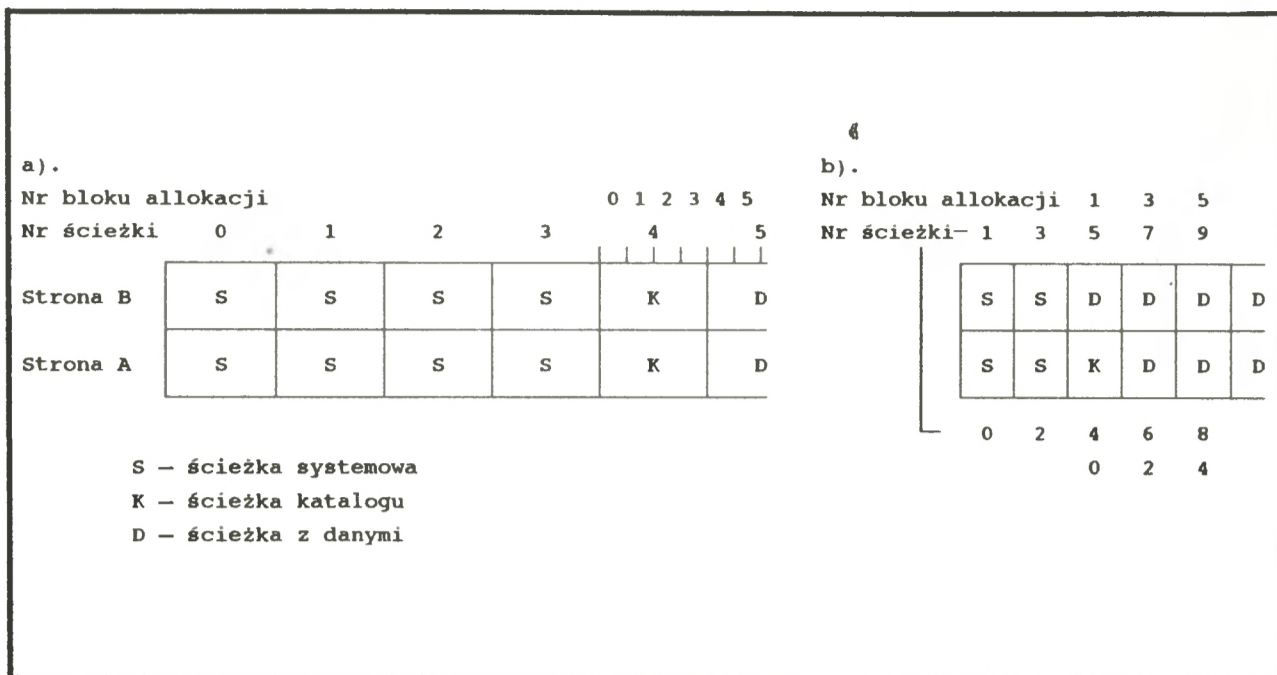 a).
Nr bloku allokacji 0 1 2 3 4 5
Nr ścieżki 0 1 2 3 4 5
Strona B S S S S K D
Strona A S S S S K D
S — ścieżka systemowa
K — ścieżka katalogu
D — ścieżka z danymi
b).
Nr bloku allokacji 1 3 5
Nr ścieżki— 1 3 5 7 9
S S D D D D
S S K D D D
0 2 4 6 8
0 2 4